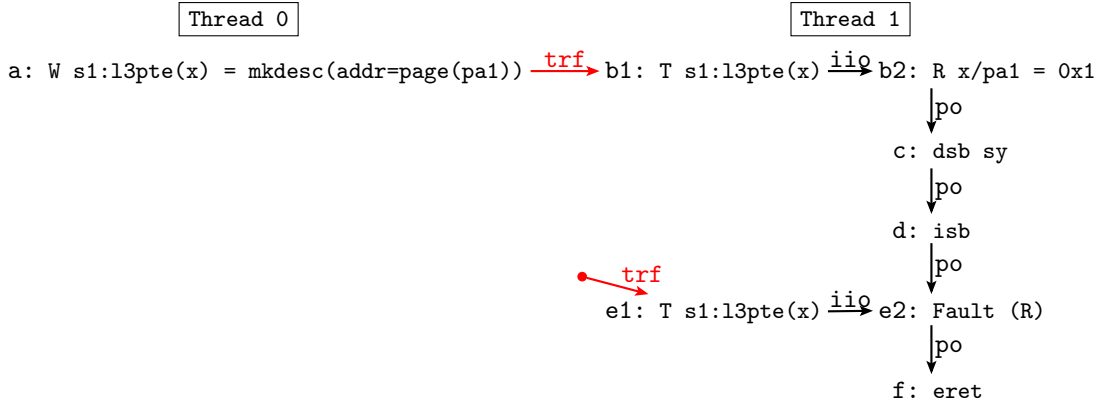 Thread 0
Thread 1
a: W s1:l3pte(x) = mkdesc(addr=page(pa1))
trf
b1: T s1:l3pte(x)
iio
b2: R x/pa1 = 0x1
po
c: dsb sy
po
d: isb
po
trf
e1: T s1:l3pte(x)
iio
e2: Fault (R)
po
f: eret